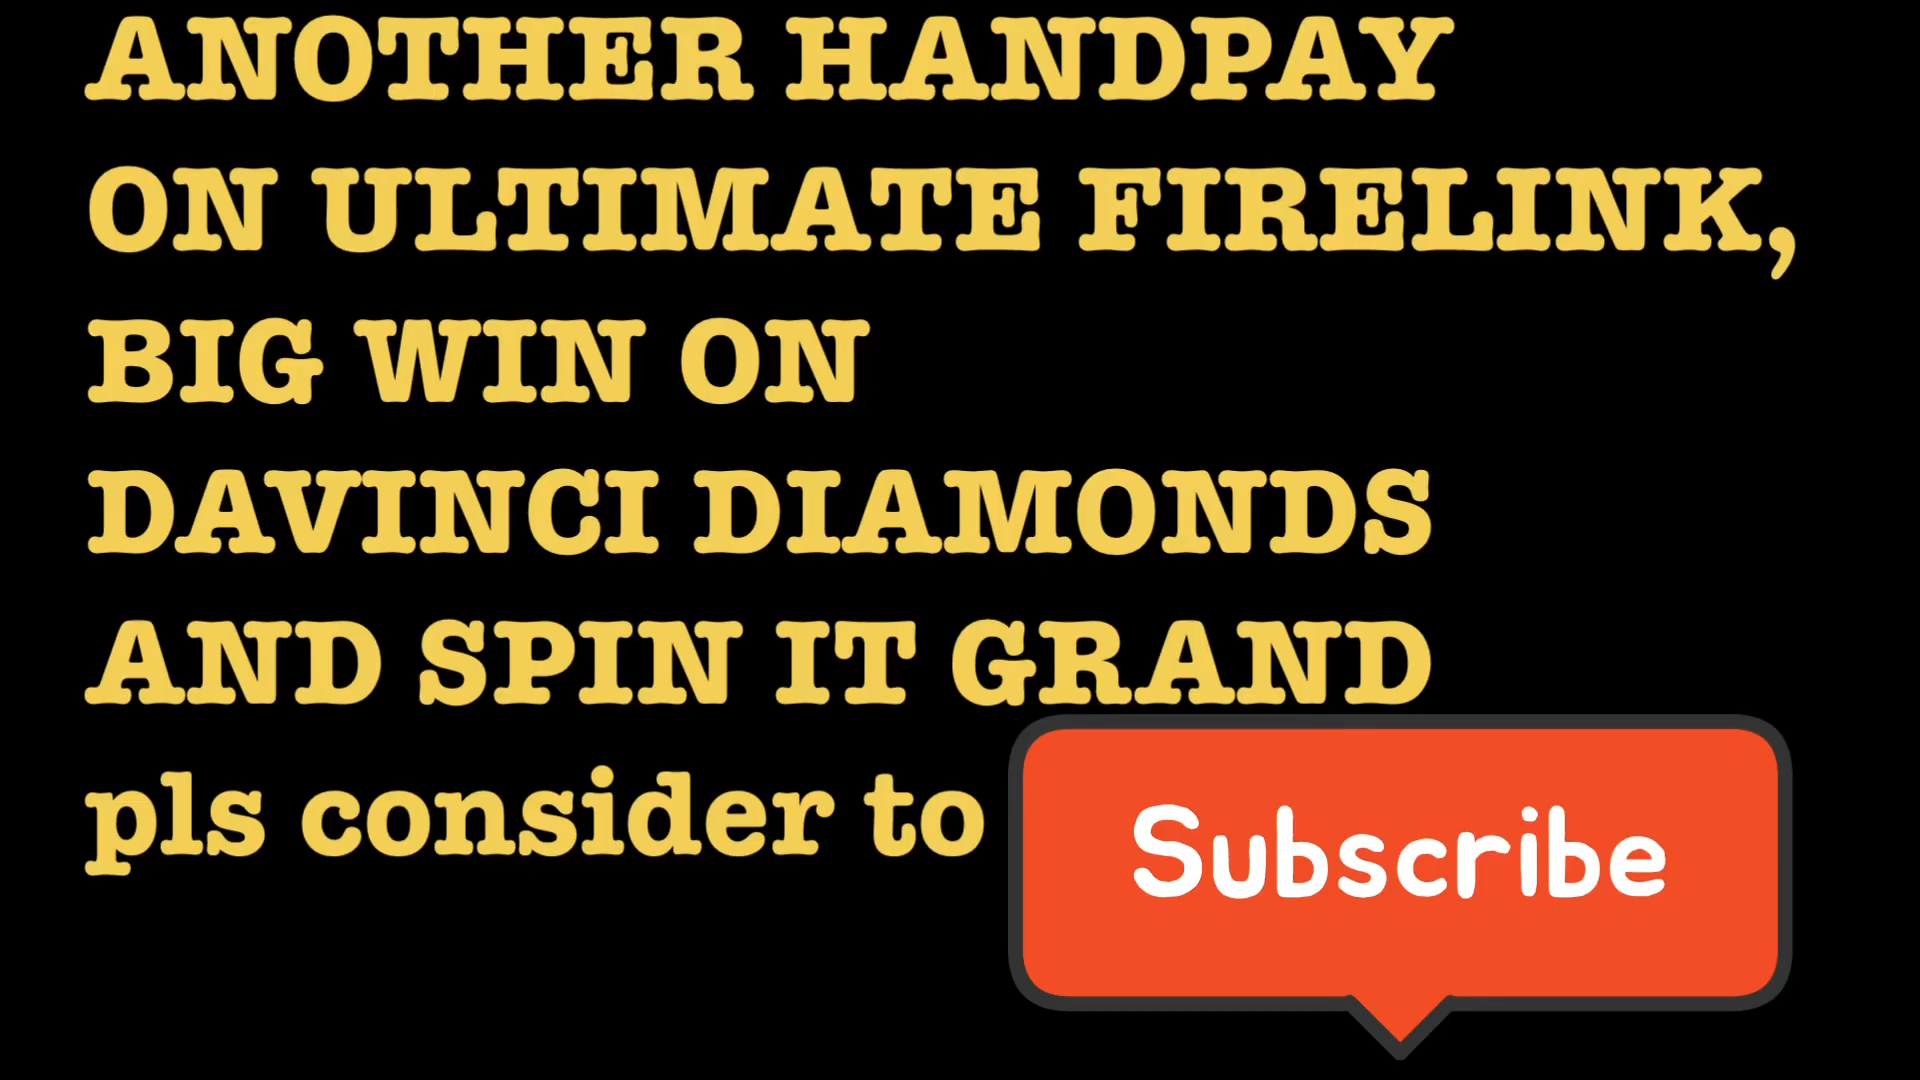 ANOTHER HANDPAY
ON ULTIMATE FIRELINK,
BIG WIN ON
DAVINCI DIAMONDS
AND SPIN IT GRAND
pls consider to Subscribe